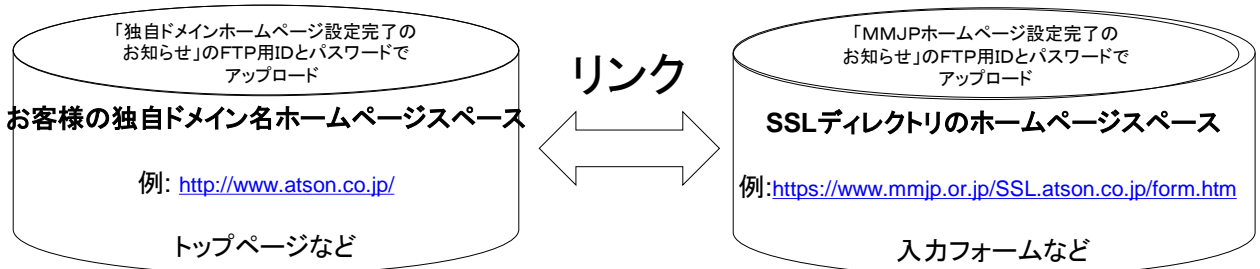 「独自ドメインホームページ設定完了の
お知らせ」のFTP用IDとパスワードで
アップロード
お客様の独自ドメイン名ホームページスペース
例: http://www.atson.co.jp/
トップページなど
リンク
「ＭＭＪＰホームページ設定完了の
お知らせ」のFTP用IDとパスワードで
アップロード
SSLディレクトリのホームページスペース
例:https://www.mmjp.or.jp/SSL.atson.co.jp/form.htm
入力フォームなど